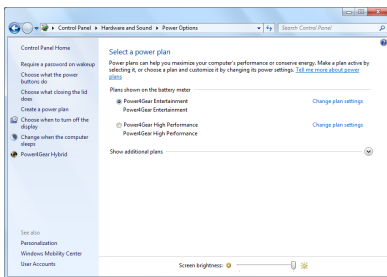 Control Panel ▸ Hardware and Sound ▸ Power Options
Search Control Panel
Control Panel Home
Require a password on wakeup
Choose what the power
buttons do
Choose what closing the lid
does
Create a power plan
Choose when to turn off the
display
Change when the computer
sleeps
Power4Gear Hybrid
See also
Personalization
Windows Mobility Center
User Accounts
Select a power plan
Power plans can help you maximize your computer's performance or conserve energy. Make a plan active by
selecting it, or choose a plan and customize it by changing its power settings. Tell me more about power
plans
Plans shown on the battery meter
Power4Gear Entertainment Change plan settings
Power4Gear Entertainment
Power4Gear High Performance Change plan settings
Power4Gear High Performance
Show additional plans
Screen brightness: